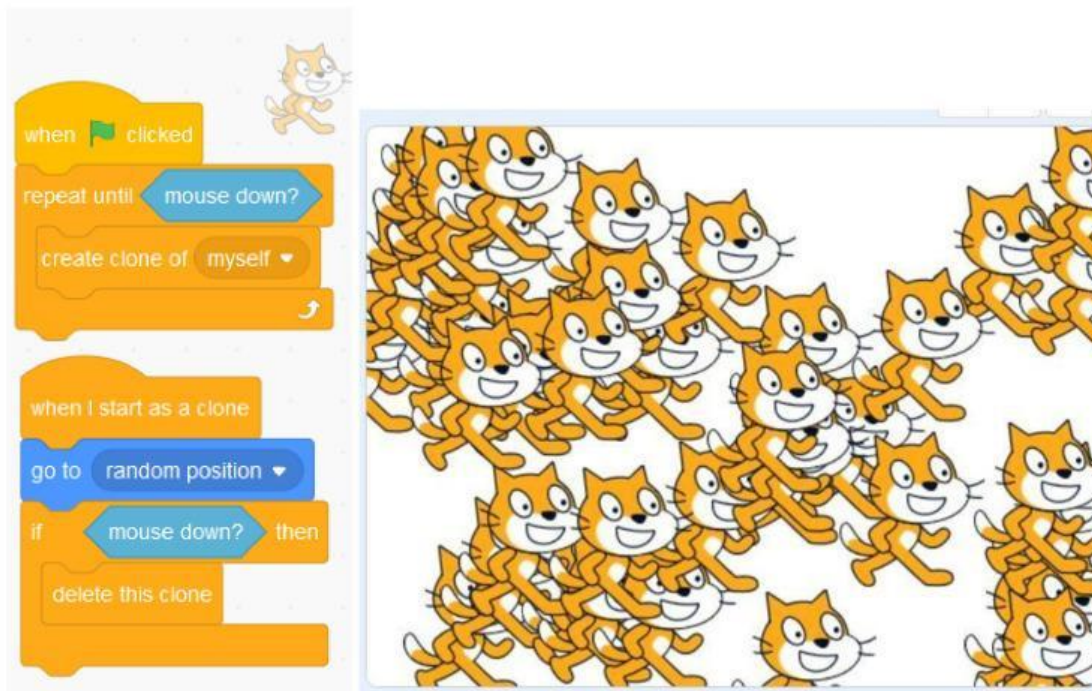 when clicked
repeat until mouse down?
create clone of myself
when I start as a clone
go to random position
if mouse down? then
delete this clone